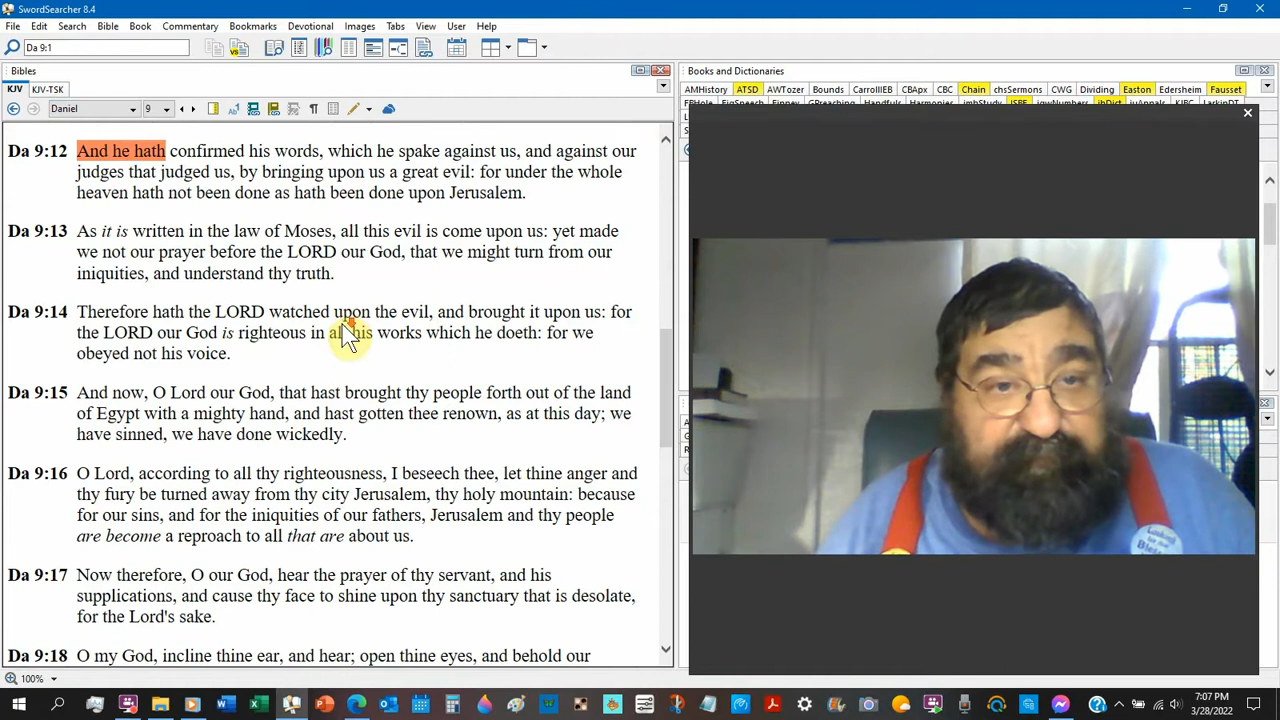 SwordSearcher 8.4
File Edit Search Bible Book Commentary Bookmarks Devotional Images Tabs View User Help
Da 9:1
Bibles
KJV KJV-TSK
Daniel 9
Da 9:12 And he hath confirmed his words, which he spake against us, and against our
judges that judged us, by bringing upon us a great evil: for under the whole
heaven hath not been done as hath been done upon Jerusalem.
Da 9:13 As it is written in the law of Moses, all this evil is come upon us: yet made
we not our prayer before the LORD our God, that we might turn from our
iniquities, and understand thy truth.
Da 9:14 Therefore hath the LORD watched upon the evil, and brought it upon us: for
the LORD our God is righteous in all his works which he doeth: for we
obeyed not his voice.
Da 9:15 And now, O Lord our God, that hast brought thy people forth out of the land
of Egypt with a mighty hand, and hast gotten thee renown, as at this day; we
have sinned, we have done wickedly.
Da 9:16 O Lord, according to all thy righteousness, I beseech thee, let thine anger and
thy fury be turned away from thy city Jerusalem, thy holy mountain: because
for our sins, and for the iniquities of our fathers, Jerusalem and thy people
are become a reproach to all that are about us.
Da 9:17 Now therefore, O our God, hear the prayer of thy servant, and his
supplications, and cause thy face to shine upon thy sanctuary that is desolate,
for the Lord's sake.
Da 9:18 O my God, incline thine ear, and hear; open thine eyes, and behold our
100%
Books and Dictionaries
AMHistory ATSD AWTozer Bounds CarrollEB CBApx CBC Chain chsSermons CWG Dividing Easton Edersheim Fausset
7:07 PM
3/28/2022